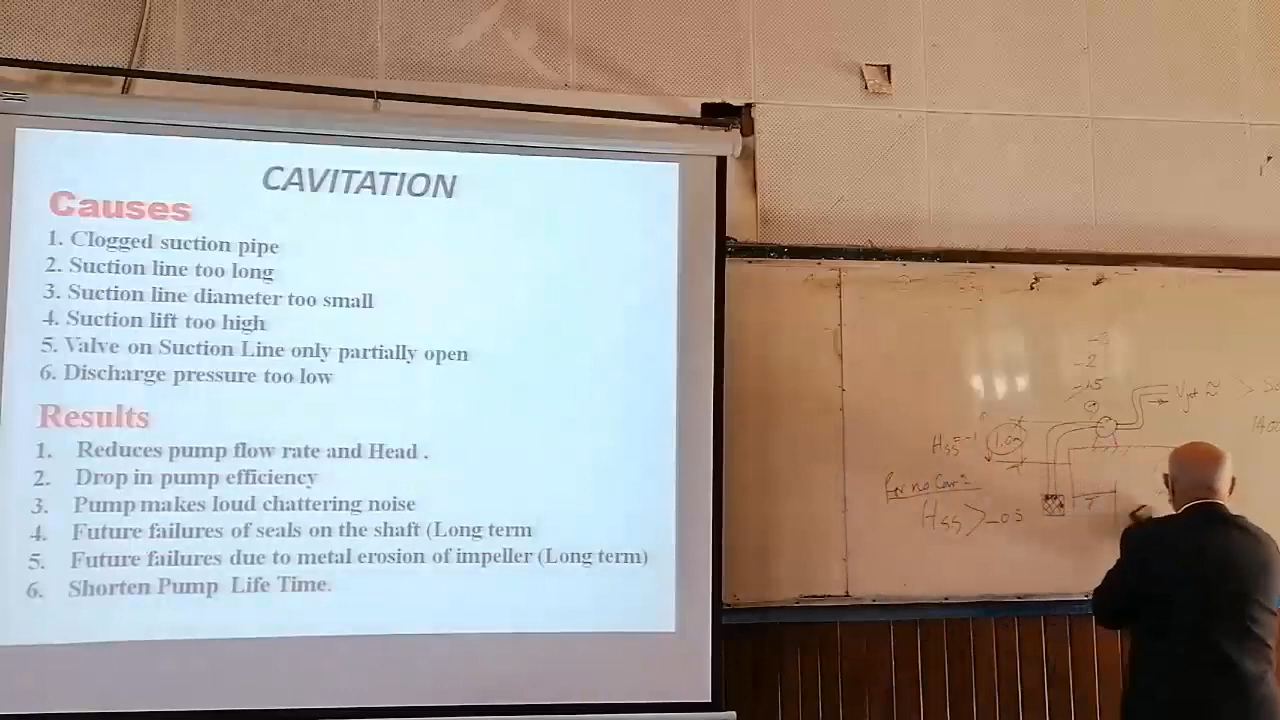 CAVITATION
Causes
1. Clogged suction pipe
2. Suction line too long
3. Suction line diameter too small
4. Suction lift too high
5. Valve on Suction Line only partially open
6. Discharge pressure too low
Results
1. Reduces pump flow rate and Head .
2. Drop in pump efficiency
3. Pump makes loud chattering noise
4. Future failures of seals on the shaft (Long term
5. Future failures due to metal erosion of impeller (Long term)
6. Shorten Pump Life Time.
-2
-1.5
Hss = -1
For no Cav:
Hss >